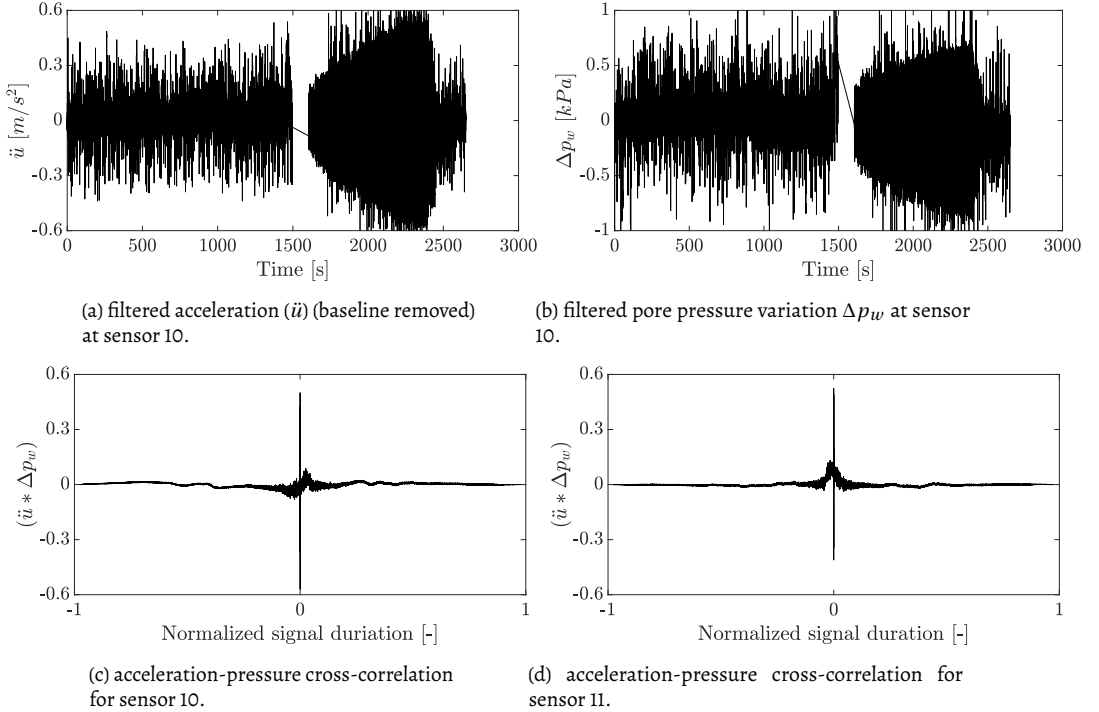 0.6
0.3
0
-0.3
-0.6
ü [m/s²]
0 500 1000 1500 2000 2500 3000
Time [s]
1
0.5
0
-0.5
-1
Δp_w [kPa]
0 500 1000 1500 2000 2500 3000
Time [s]
(a) filtered acceleration (ü) (baseline removed)
at sensor 10.
(b) filtered pore pressure variation Δp_w at sensor
10.
0.6
0.3
0
-0.3
-0.6
(ü * Δp_w)
-1 0 1
Normalized signal duriation [-]
0.6
0.3
0
-0.3
-0.6
(ü * Δp_w)
-1 0 1
Normalized signal duriation [-]
(c) acceleration-pressure cross-correlation
for sensor 10.
(d) acceleration-pressure cross-correlation for
sensor 11.